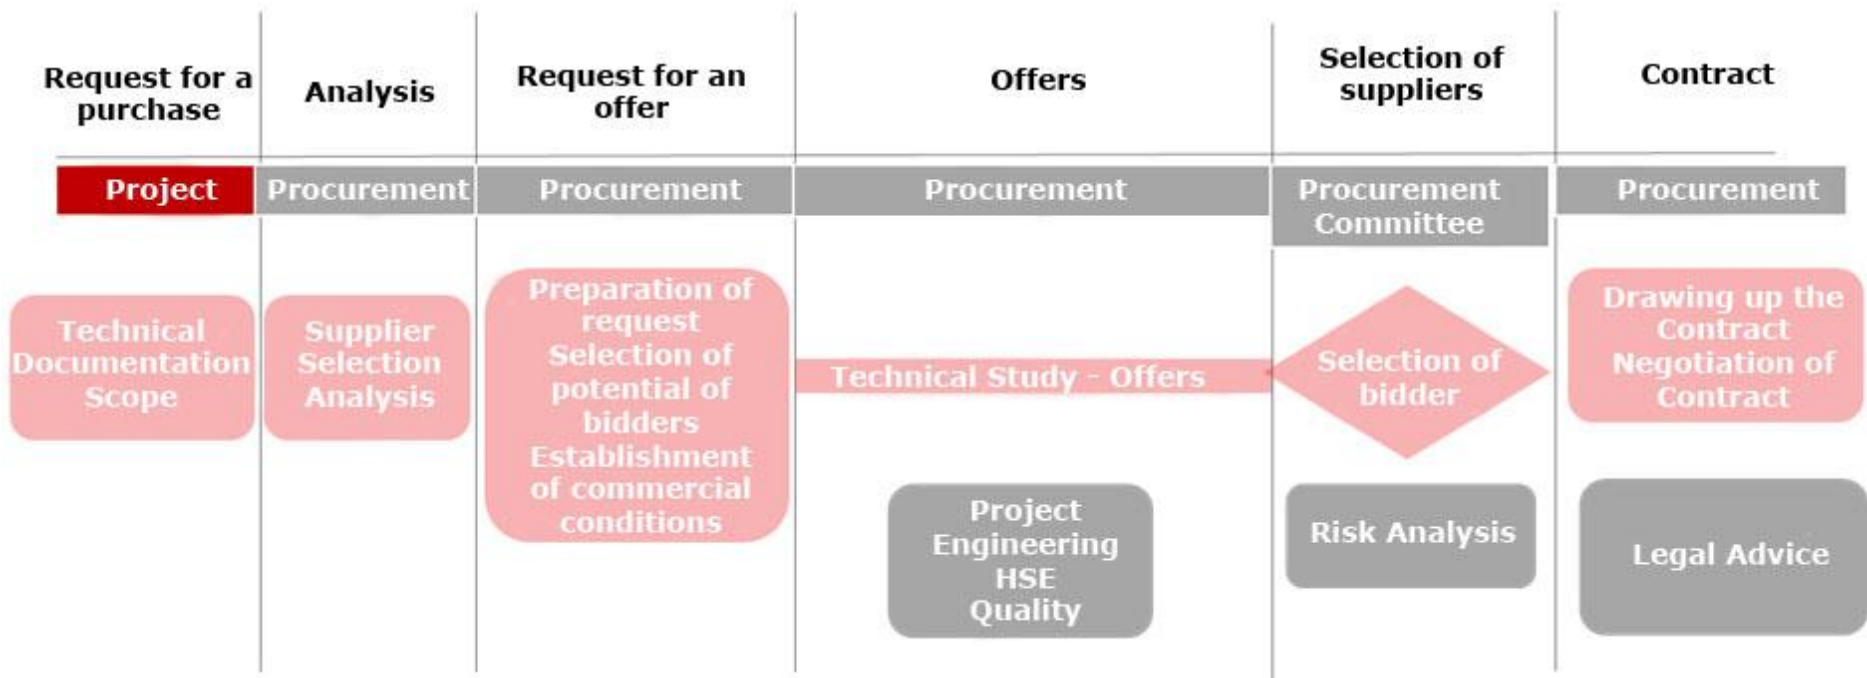 Request for a
purchase
Analysis
Request for an
offer
Offers
Selection of
suppliers
Contract
Project
Procurement
Procurement
Procurement
Procurement
Committee
Procurement
Technical
Documentation
Scope
Supplier
Selection
Analysis
Preparation of
request
Selection of
potential of
bidders
Establishment
of commercial
conditions
Technical Study - Offers
Selection of
bidder
Drawing up the
Contract
Negotiation of
Contract
Project
Engineering
HSE
Quality
Risk Analysis
Legal Advice